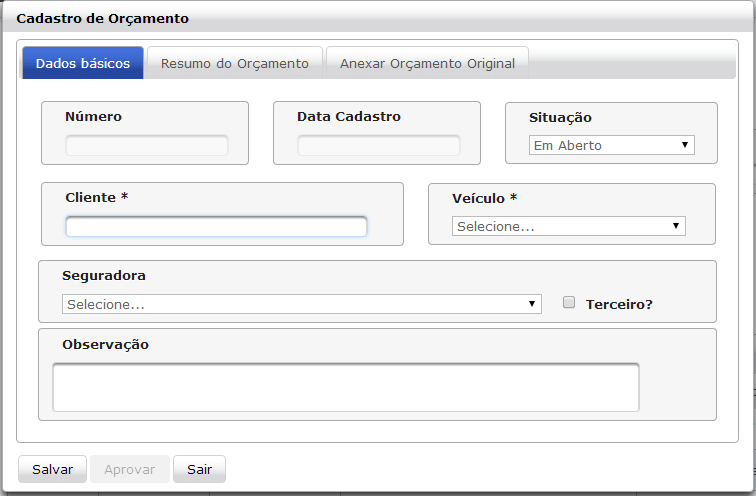 Cadastro de Orçamento
Dados básicos Resumo do Orçamento Anexar Orçamento Original
Número Data Cadastro Situação
Em Aberto
Cliente * Veículo *
Selecione...
Seguradora
Selecione... Terceiro?
Observação
Salvar Aprovar Sair